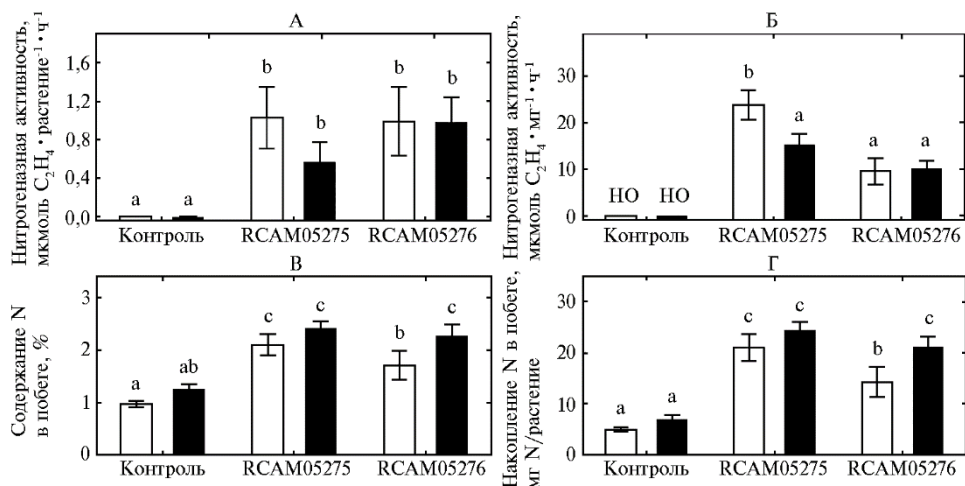 А
Нитрогеназная активность,
мкмоль C₂H₄ • растение⁻¹ • ч⁻¹
1,6
1,2
0,8
0,4
0,0
a a b b b b
Контроль RCAM05275 RCAM05276
Б
Нитрогеназная активность,
мкмоль C₂H₄ • мг⁻¹ • ч⁻¹
30
20
10
0
НО НО b a a a
Контроль RCAM05275 RCAM05276
В
Содержание N
в побеге, %
3
2
1
0
a ab c c b c
Контроль RCAM05275 RCAM05276
Г
Накопление N в побеге,
мг N/растение
30
20
10
0
a a c c b c
Контроль RCAM05275 RCAM05276